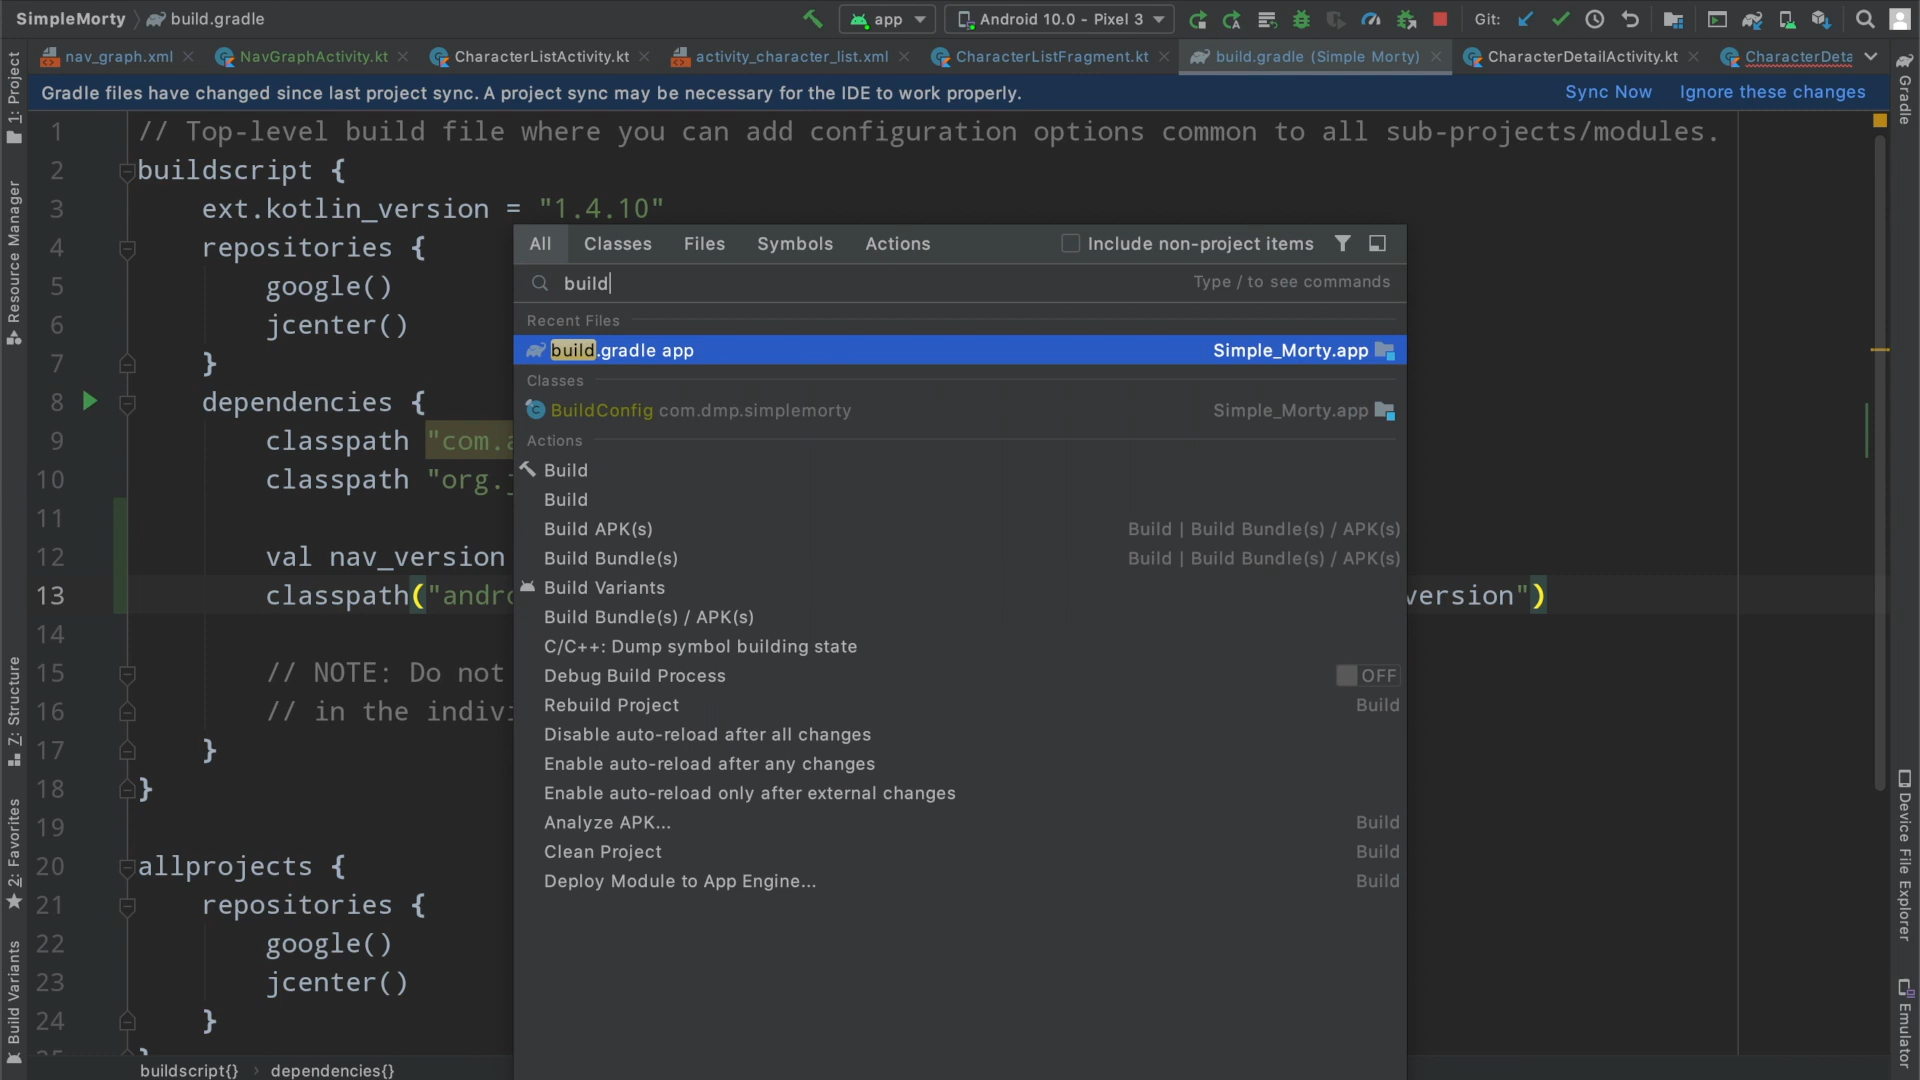 SimpleMorty build.gradle app Android 10.0 - Pixel 3 Git:
nav_graph.xml NavGraphActivity.kt CharacterListActivity.kt activity_character_list.xml CharacterListFragment.kt build.gradle (Simple Morty) CharacterDetailActivity.kt CharacterDeta
Gradle files have changed since last project sync. A project sync may be necessary for the IDE to work properly. Sync Now Ignore these changes
1: Project
Resource Manager
Z: Structure
2: Favorites
Build Variants
1 // Top-level build file where you can add configuration options common to all sub-projects/modules.
2 buildscript {
3 ext.kotlin_version = "1.4.10"
4 repositories {
5 google()
6 jcenter()
7 }
8 dependencies {
9 classpath "com.a
10 classpath "org.j
11
12 val nav_version
13 classpath("andro version")
14
15 // NOTE: Do not
16 // in the indivi
17 }
18 }
19
20 allprojects {
21 repositories {
22 google()
23 jcenter()
24 }
25 }
buildscript{} › dependencies{}
All Classes Files Symbols Actions Include non-project items
build Type / to see commands
Recent Files
build.gradle app Simple_Morty.app
Classes
BuildConfig com.dmp.simplemorty Simple_Morty.app
Actions
Build
Build
Build APK(s) Build | Build Bundle(s) / APK(s)
Build Bundle(s) Build | Build Bundle(s) / APK(s)
Build Variants
Build Bundle(s) / APK(s)
C/C++: Dump symbol building state
Debug Build Process OFF
Rebuild Project Build
Disable auto-reload after all changes
Enable auto-reload after any changes
Enable auto-reload only after external changes
Analyze APK... Build
Clean Project Build
Deploy Module to App Engine... Build
Gradle
Device File Explorer
Emulator